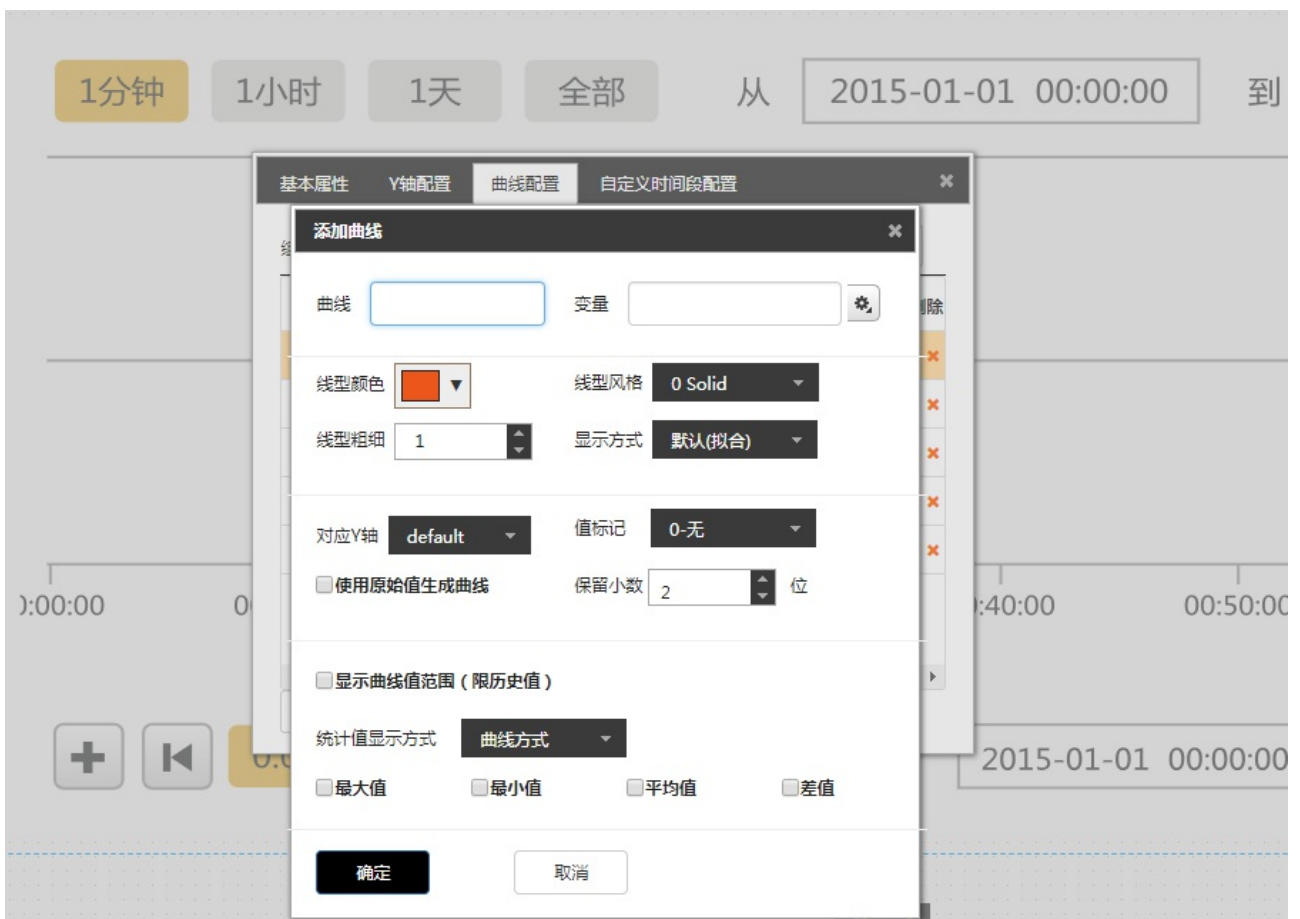 1分钟 1小时 1天 全部 从 2015-01-01 00:00:00 到
基本属性 Y轴配置 曲线配置 自定义时间段配置
添加曲线
曲线 变量
除
线型颜色 线型风格 0 Solid
线型粗细 1 显示方式 默认(拟合)
对应Y轴 default 值标记 0-无
使用原始值生成曲线 保留小数 2 位
:00:00 0 :40:00 00:50:00
显示曲线值范围（限历史值）
统计值显示方式 曲线方式
2015-01-01 00:00:00
最大值 最小值 平均值 差值
确定 取消